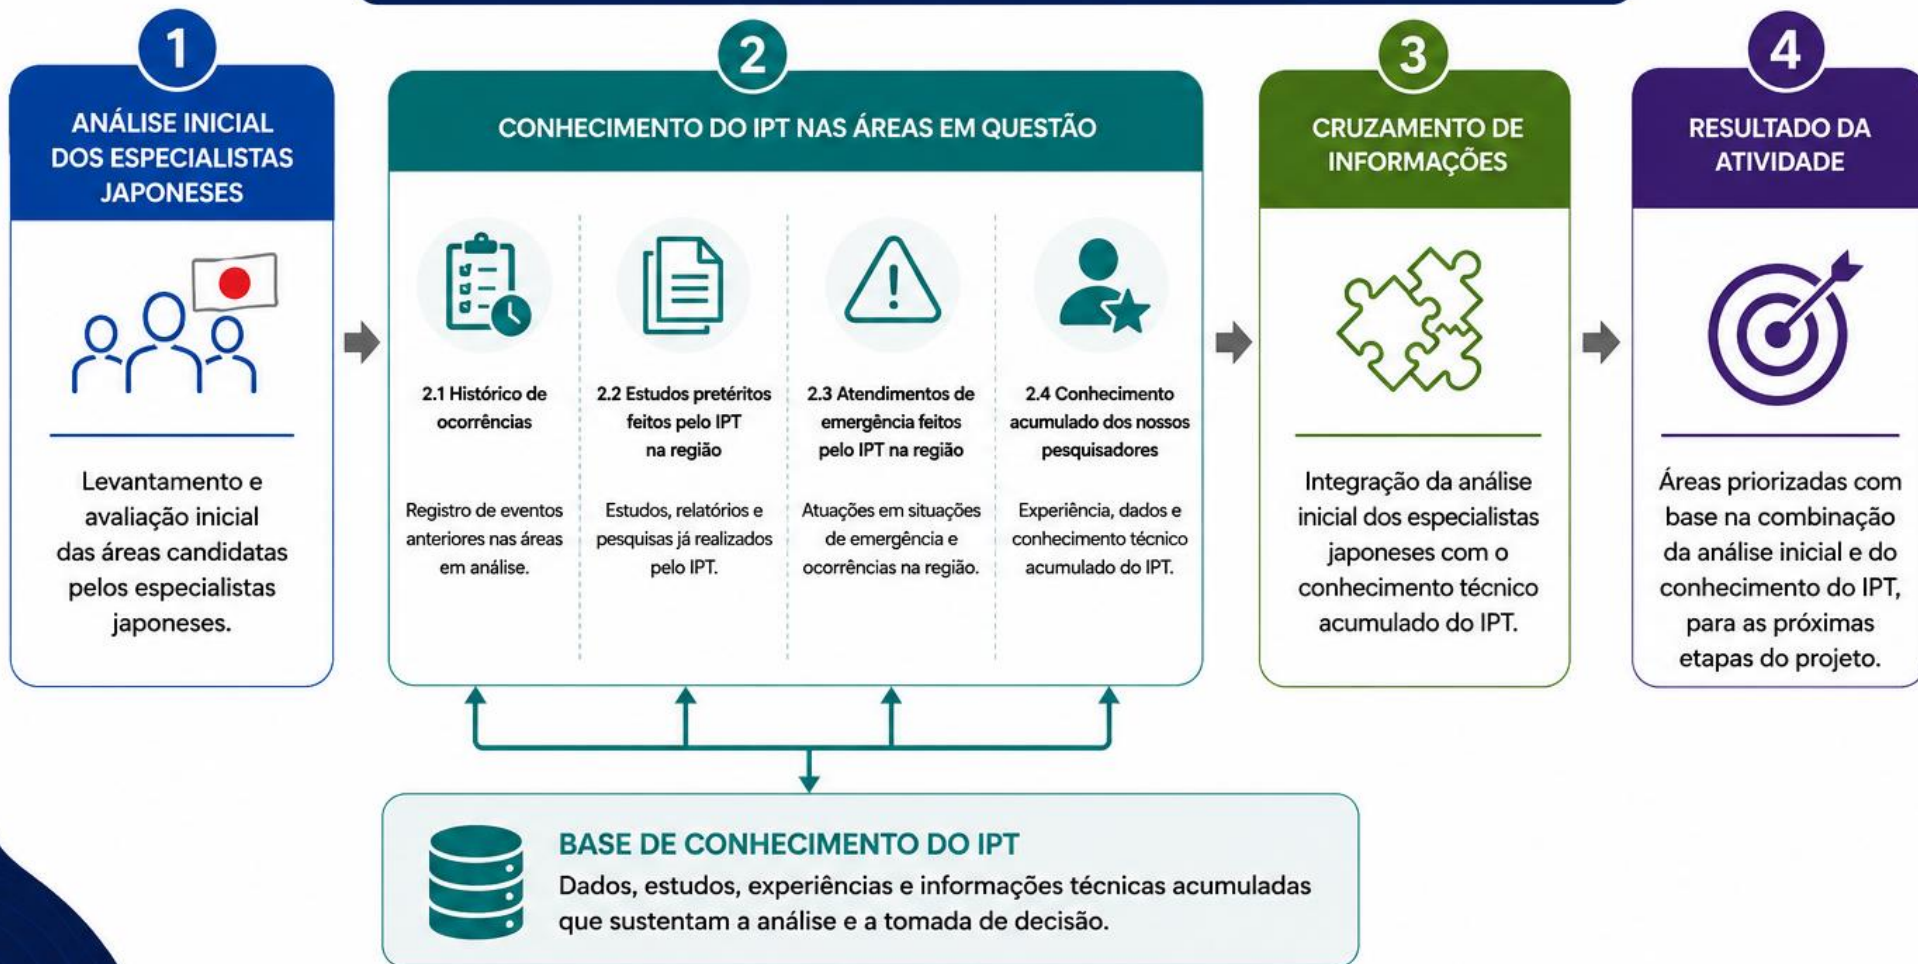 1
ANÁLISE INICIAL
DOS ESPECIALISTAS
JAPONESES
Levantamento e
avaliação inicial
das áreas candidatas
pelos especialistas
japoneses.
2
CONHECIMENTO DO IPT NAS ÁREAS EM QUESTÃO
2.1 Histórico de
ocorrências
Registro de eventos
anteriores nas áreas
em análise.
2.2 Estudos pretéritos
feitos pelo IPT
na região
Estudos, relatórios e
pesquisas já realizados
pelo IPT.
2.3 Atendimentos de
emergência feitos
pelo IPT na região
Atuações em situações
de emergência e
ocorrências na região.
2.4 Conhecimento
acumulado dos nossos
pesquisadores
Experiência, dados e
conhecimento técnico
acumulado do IPT.
3
CRUZAMENTO DE
INFORMAÇÕES
Integração da análise
inicial dos especialistas
japoneses com o
conhecimento técnico
acumulado do IPT.
4
RESULTADO DA
ATIVIDADE
Áreas priorizadas com
base na combinação
da análise inicial e do
conhecimento do IPT,
para as próximas
etapas do projeto.
BASE DE CONHECIMENTO DO IPT
Dados, estudos, experiências e informações técnicas acumuladas
que sustentam a análise e a tomada de decisão.